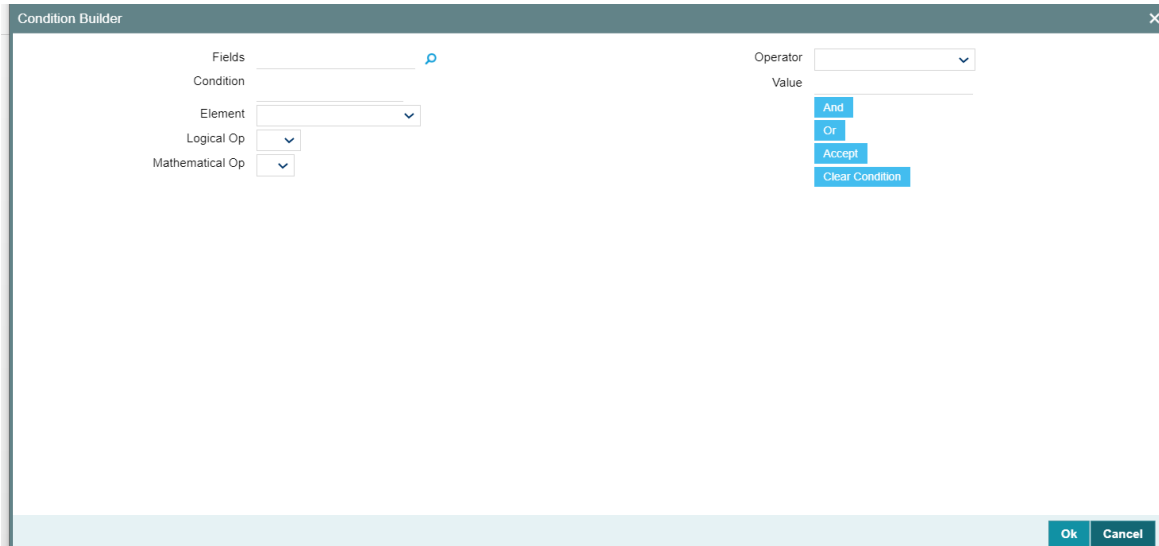 Condition Builder
Fields
Condition
Element
Logical Op
Mathematical Op
Operator
Value
And
Or
Accept
Clear Condition
Ok
Cancel